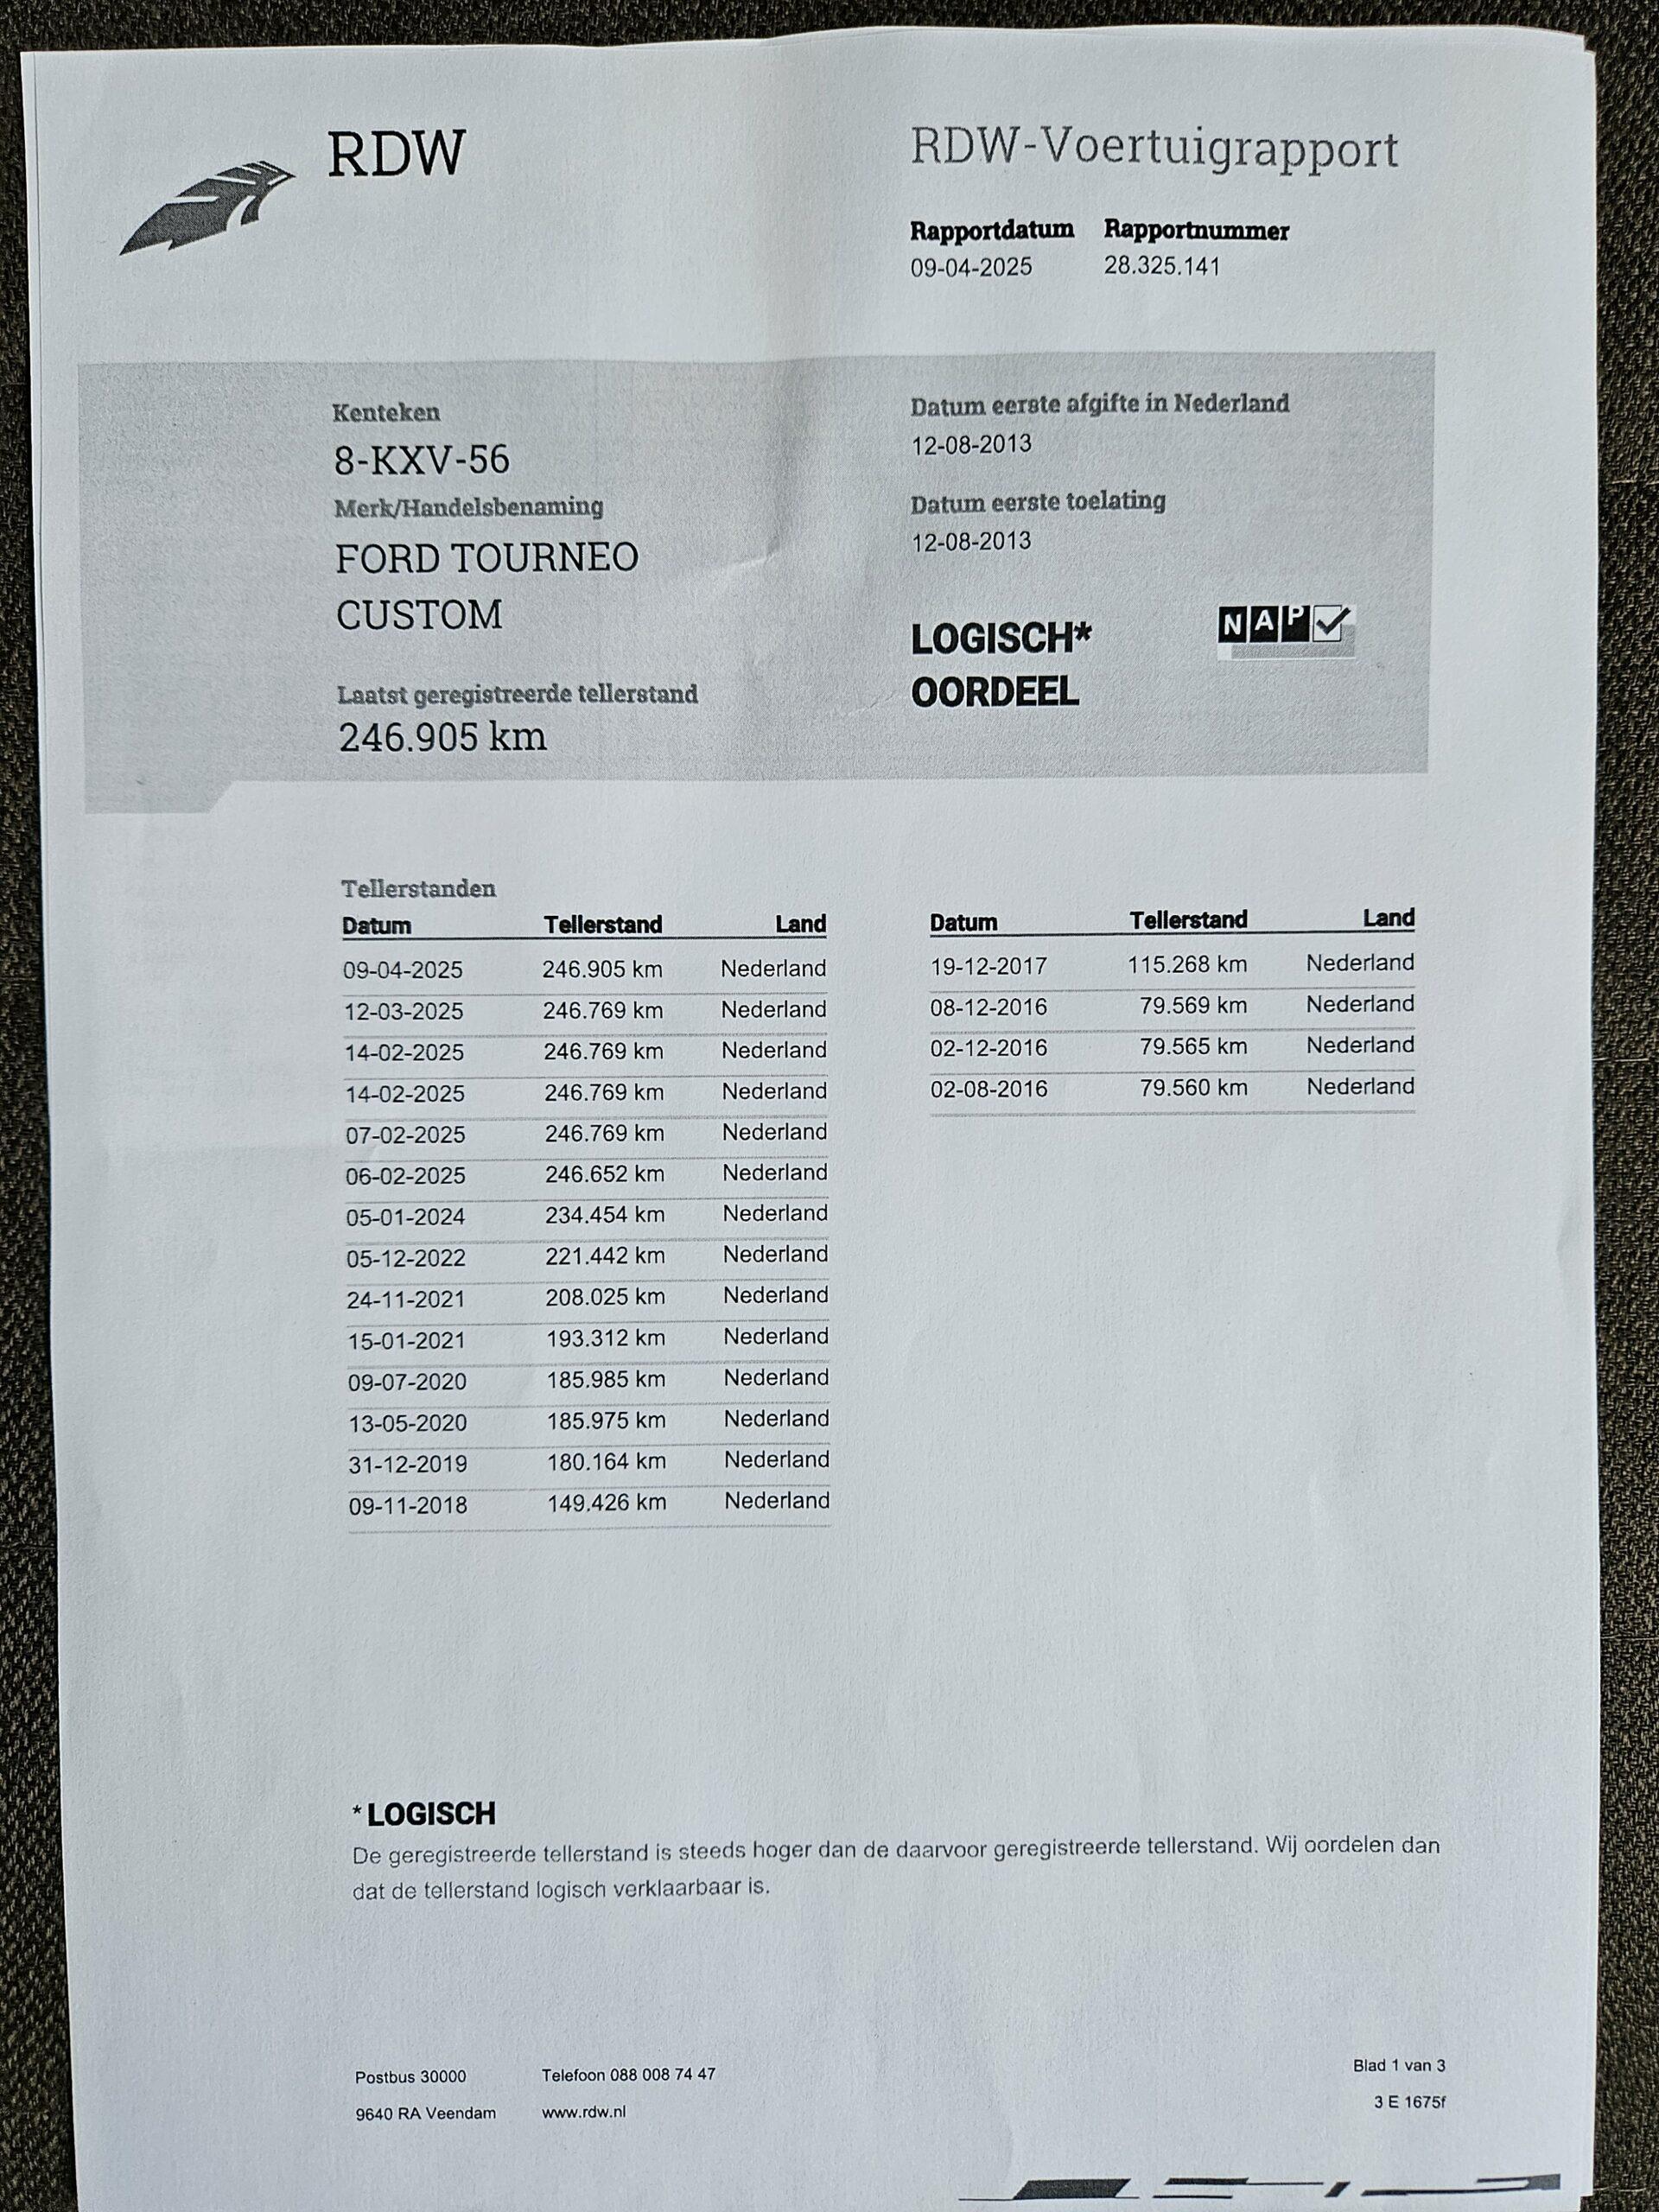 RDW
RDW-Voertuigrapport
Rapportdatum Rapportnummer
09-04-2025 28.325.141
Kenteken
8-KXV-56
Merk/Handelsbenaming
FORD TOURNEO
CUSTOM
Laatst geregistreerde tellerstand
246.905 km
Datum eerste afgifte in Nederland
12-08-2013
Datum eerste toelating
12-08-2013
LOGISCH*
OORDEEL
NAP
Tellerstanden
Datum Tellerstand Land
09-04-2025 246.905 km Nederland
12-03-2025 246.769 km Nederland
14-02-2025 246.769 km Nederland
14-02-2025 246.769 km Nederland
07-02-2025 246.769 km Nederland
06-02-2025 246.652 km Nederland
05-01-2024 234.454 km Nederland
05-12-2022 221.442 km Nederland
24-11-2021 208.025 km Nederland
15-01-2021 193.312 km Nederland
09-07-2020 185.985 km Nederland
13-05-2020 185.975 km Nederland
31-12-2019 180.164 km Nederland
09-11-2018 149.426 km Nederland
Datum Tellerstand Land
19-12-2017 115.268 km Nederland
08-12-2016 79.569 km Nederland
02-12-2016 79.565 km Nederland
02-08-2016 79.560 km Nederland
* LOGISCH
De geregistreerde tellerstand is steeds hoger dan de daarvoor geregistreerde tellerstand. Wij oordelen dan
dat de tellerstand logisch verklaarbaar is.
Postbus 30000 Telefoon 088 008 74 47
9640 RA Veendam www.rdw.nl
Blad 1 van 3
3 E 1675f